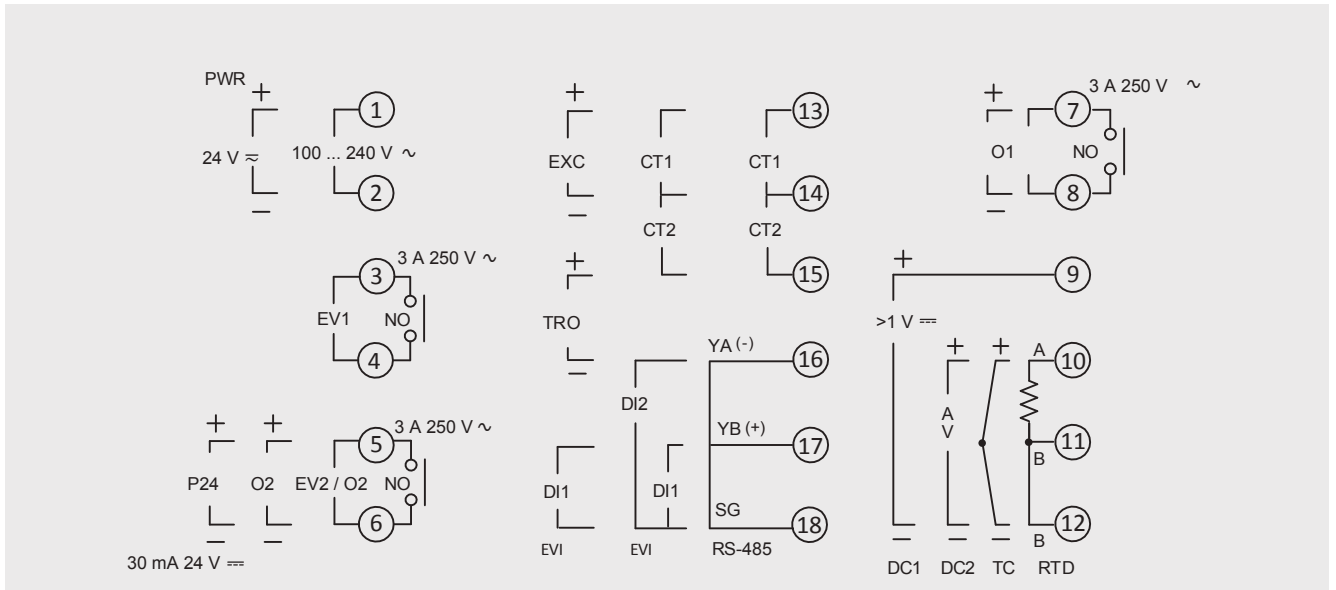 PWR
+
24 V ≂
−
100 ... 240 V ∿
1
2
3 A 250 V ∿
3
EV1
NO
4
3 A 250 V ∿
+
+
5
P24
O2
EV2 / O2
NO
6
−
−
30 mA 24 V ⎓
+
EXC
−
CT1
CT2
CT1
CT2
13
14
15
+
TRO
−
YA (-)
16
DI2
YB (+)
17
DI1
DI1
SG
18
EVI
EVI
RS-485
3 A 250 V ∿
+
7
O1
NO
8
−
+
9
>1 V ⎓
+
+
A
10
A
V
11
B
12
B
−
−
−
DC1
DC2
TC
RTD